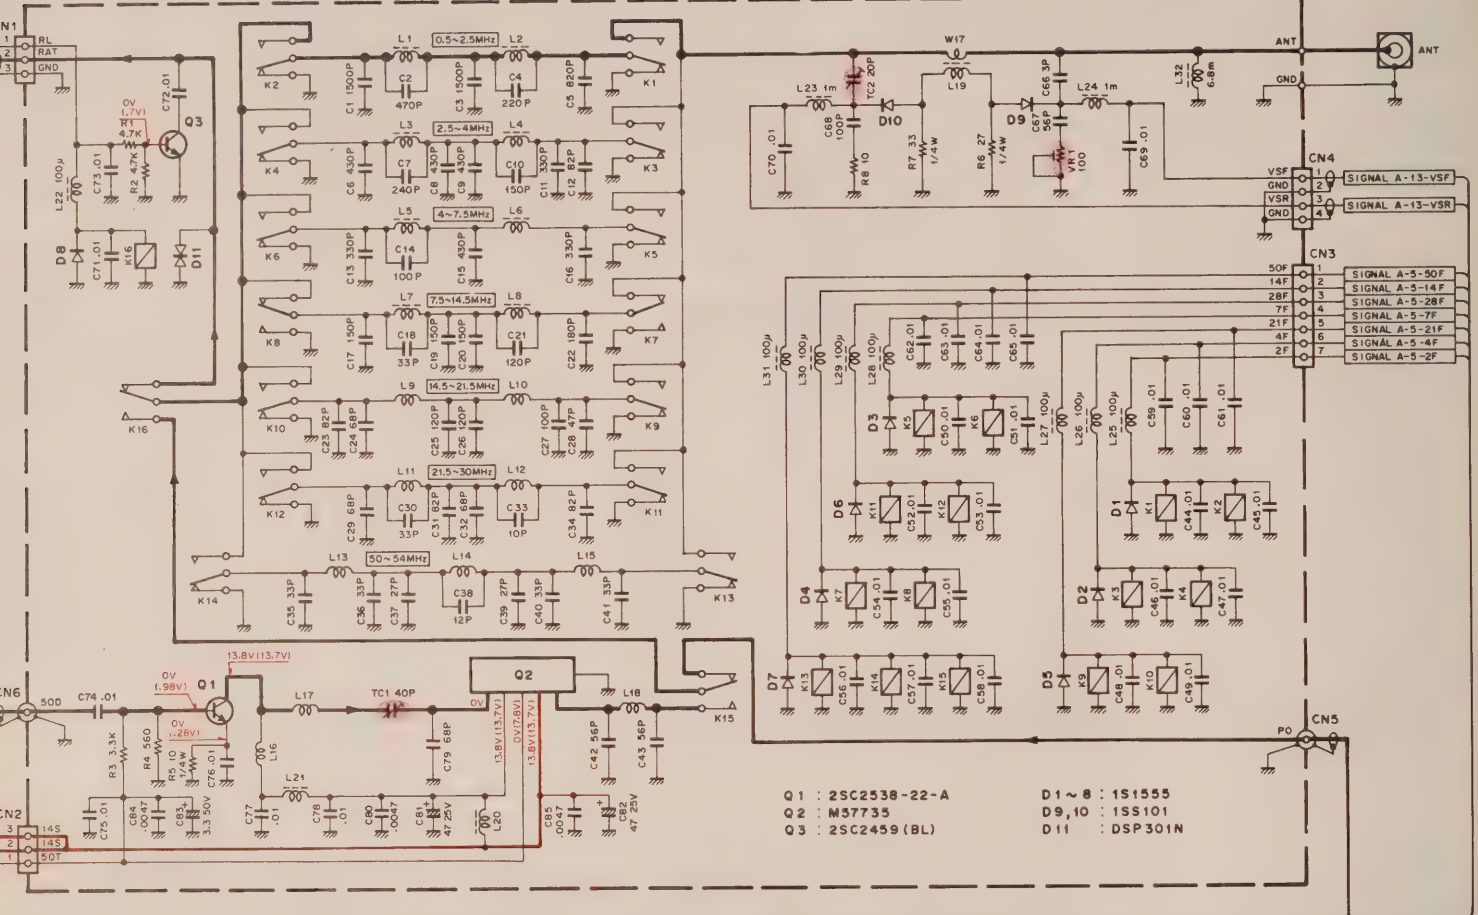 CN1
1 RL
2 RAT
3 GND
C72 .01
0V
(.7V)
R1
4.7K
Q3
C73 .01
R2 4.7K
L22 100μ
D8
C71 .01
K16
D11
K16
K2
C1 1500P
L1
C2
470P
0.5~2.5MHz
C3 1500P
L2
C4
220P
C5 820P
K1
K4
C6 430P
L3
C7
240P
2.5~4MHz
C8 430P
C9 430P
L4
C10
150P
C11 330P
C12 82P
K3
K6
C13 330P
L5
C14
100P
4~7.5MHz
C15 430P
L6
C16 330P
K5
K8
C17 150P
L7
C18
33P
7.5~14.5MHz
C19 150P
C20 150P
L8
C21
120P
C22 180P
K7
K10
C23 82P
C24 68P
L9
14.5~21.5MHz
C25 120P
C26 120P
L10
C27 100P
C28 47P
K9
K12
C29 68P
L11
C30
33P
21.5~30MHz
C31 82P
C32 68P
L12
C33
10P
C34 82P
K11
K14
C35 33P
L13
50~54MHz
C36 33P
C37 27P
L14
C38
12P
C39 27P
C40 33P
L15
C41 33P
K13
W17
L19
TC2 20P
L23 1m
C70 .01
C68
100P
R8 10
D10
R7 33
1/4W
R6 27
1/4W
D9
C66 3P
C67
56P
VR1
100
L24 1m
C69 .01
L32
6.8m
ANT
GND
ANT
CN4
VSF 1 SIGNAL A-13-VSF
GND 2
VSR 3 SIGNAL A-13-VSR
GND 4
CN3
50F 1 SIGNAL A-5-50F
14F 2 SIGNAL A-5-14F
28F 3 SIGNAL A-5-28F
7F 4 SIGNAL A-5-7F
21F 5 SIGNAL A-5-21F
4F 6 SIGNAL A-5-4F
2F 7 SIGNAL A-5-2F
L31 100μ
L30 100μ
L29 100μ
L28 100μ
C62 .01
C63 .01
C64 .01
C65 .01
L27 100μ
L26 100μ
L25 100μ
C59 .01
C60 .01
C61 .01
D3
K5
C50 .01
K6
C51 .01
D6
K11
C52 .01
K12
C53 .01
D1
K1
C44 .01
K2
C45 .01
D4
K7
C54 .01
K8
C55 .01
D2
K3
C46 .01
K4
C47 .01
D7
K13
C56 .01
K14
C57 .01
K15
C58 .01
D5
K9
C48 .01
K10
C49 .01
CN6
50D
C74 .01
0V
(.98V)
13.8V(13.7V)
Q1
0V
(.28V)
R3 3.3K
R4 560
R5 10
1/4W
C76 .01
L16
L17
TC1 40P
C79 68P
0V
Q2
13.8V(13.7V)
0V(7.8V)
13.8V(13.7V)
L18
C42 56P
C43 56P
K15
PO
CN5
L21
C75 .01
C84
.0047
C83
3.3 50V
C77
.01
C78
.01
C80
.0047
C81
47 25V
L20
C85
.0047
C82
47 25V
CN2
3 14S
2 14S
1 50T
Q1 : 2SC2538-22-A
Q2 : M57735
Q3 : 2SC2459(BL)
D1~8 : 1S1555
D9,10 : 1SS101
D11 : DSP301N